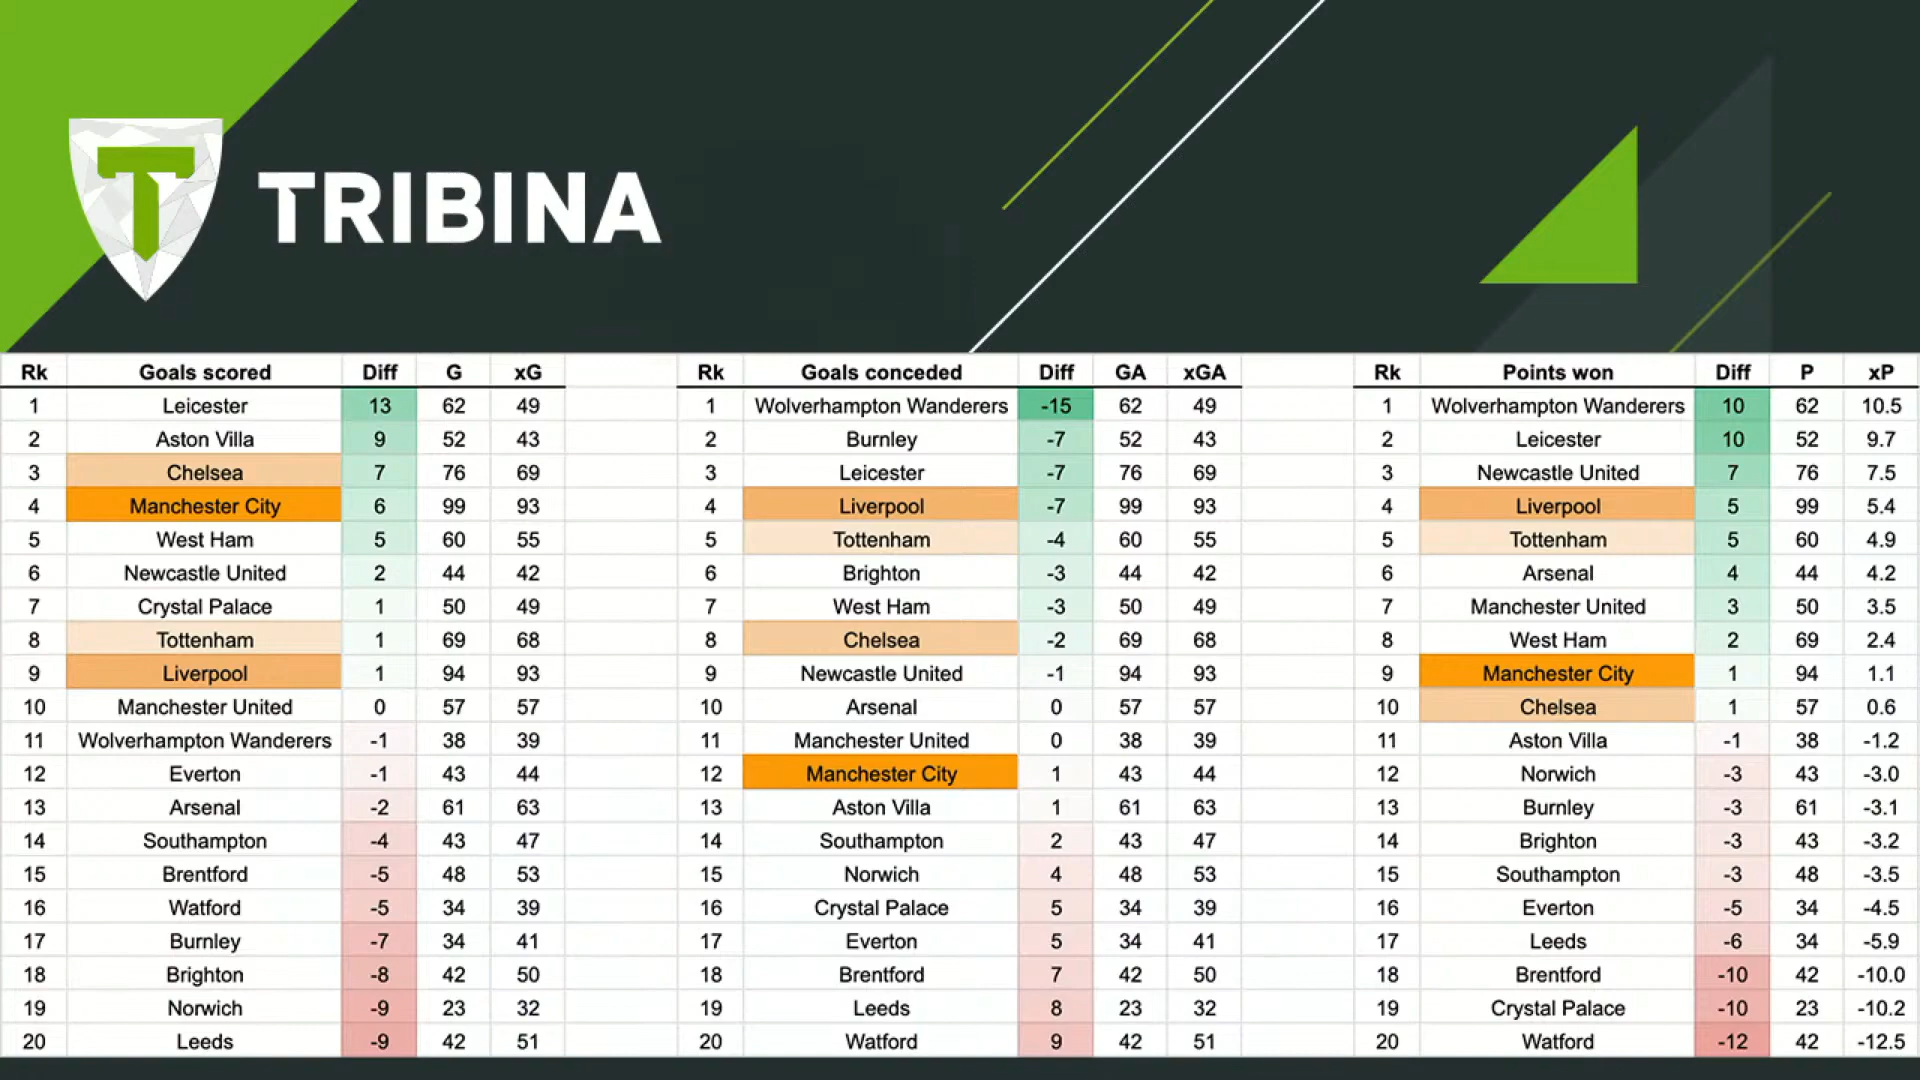 TRIBINA
Rk Goals scored Diff G xG Rk Goals conceded Diff GA xGA Rk Points won Diff P xP
1 Leicester 13 62 49 1 Wolverhampton Wanderers -15 62 49 1 Wolverhampton Wanderers 10 62 10.5
2 Aston Villa 9 52 43 2 Burnley -7 52 43 2 Leicester 10 52 9.7
3 Chelsea 7 76 69 3 Leicester -7 76 69 3 Newcastle United 7 76 7.5
4 Manchester City 6 99 93 4 Liverpool -7 99 93 4 Liverpool 5 99 5.4
5 West Ham 5 60 55 5 Tottenham -4 60 55 5 Tottenham 5 60 4.9
6 Newcastle United 2 44 42 6 Brighton -3 44 42 6 Arsenal 4 44 4.2
7 Crystal Palace 1 50 49 7 West Ham -3 50 49 7 Manchester United 3 50 3.5
8 Tottenham 1 69 68 8 Chelsea -2 69 68 8 West Ham 2 69 2.4
9 Liverpool 1 94 93 9 Newcastle United -1 94 93 9 Manchester City 1 94 1.1
10 Manchester United 0 57 57 10 Arsenal 0 57 57 10 Chelsea 1 57 0.6
11 Wolverhampton Wanderers -1 38 39 11 Manchester United 0 38 39 11 Aston Villa -1 38 -1.2
12 Everton -1 43 44 12 Manchester City 1 43 44 12 Norwich -3 43 -3.0
13 Arsenal -2 61 63 13 Aston Villa 1 61 63 13 Burnley -3 61 -3.1
14 Southampton -4 43 47 14 Southampton 2 43 47 14 Brighton -3 43 -3.2
15 Brentford -5 48 53 15 Norwich 4 48 53 15 Southampton -3 48 -3.5
16 Watford -5 34 39 16 Crystal Palace 5 34 39 16 Everton -5 34 -4.5
17 Burnley -7 34 41 17 Everton 5 34 41 17 Leeds -6 34 -5.9
18 Brighton -8 42 50 18 Brentford 7 42 50 18 Brentford -10 42 -10.0
19 Norwich -9 23 32 19 Leeds 8 23 32 19 Crystal Palace -10 23 -10.2
20 Leeds -9 42 51 20 Watford 9 42 51 20 Watford -12 42 -12.5